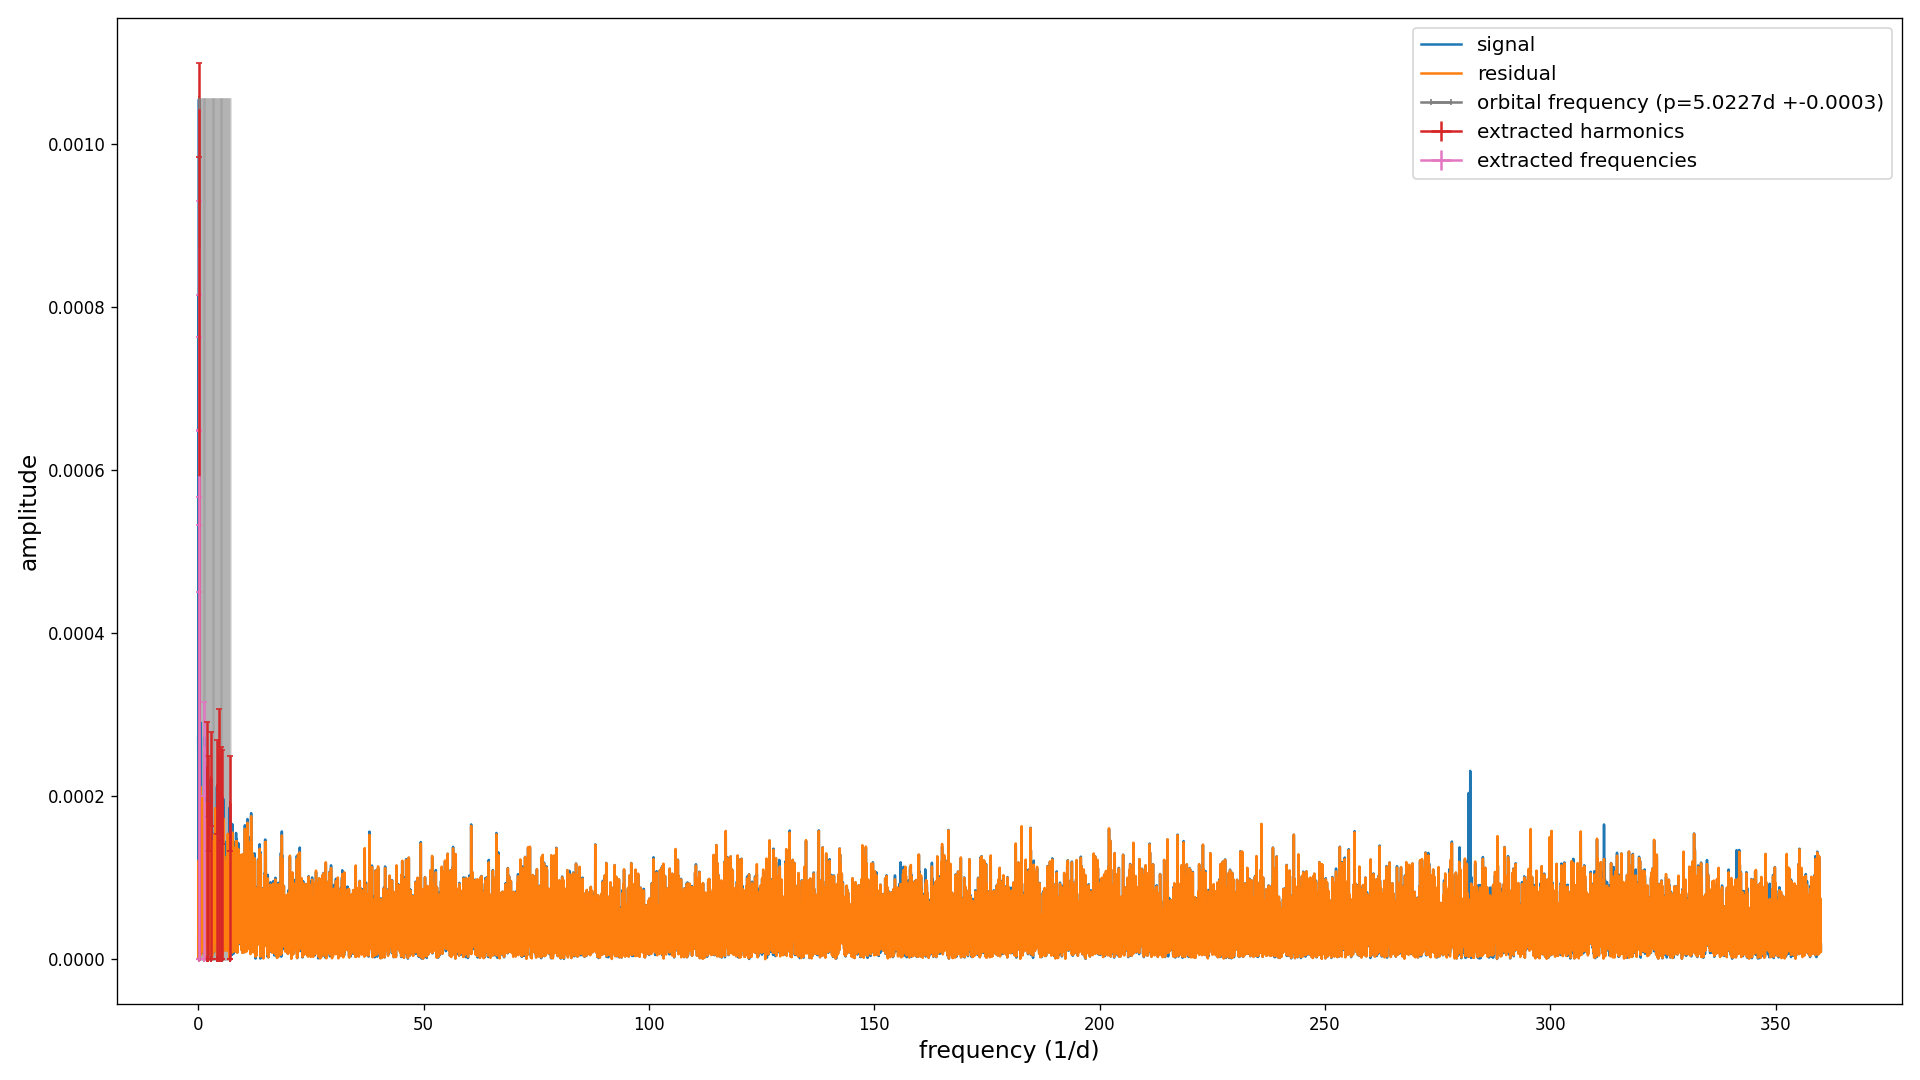 signal
residual
orbital frequency (p=5.0227d +-0.0003)
extracted harmonics
extracted frequencies
amplitude
0.0010
0.0008
0.0006
0.0004
0.0002
0.0000
0 50 100 150 200 250 300 350
frequency (1/d)